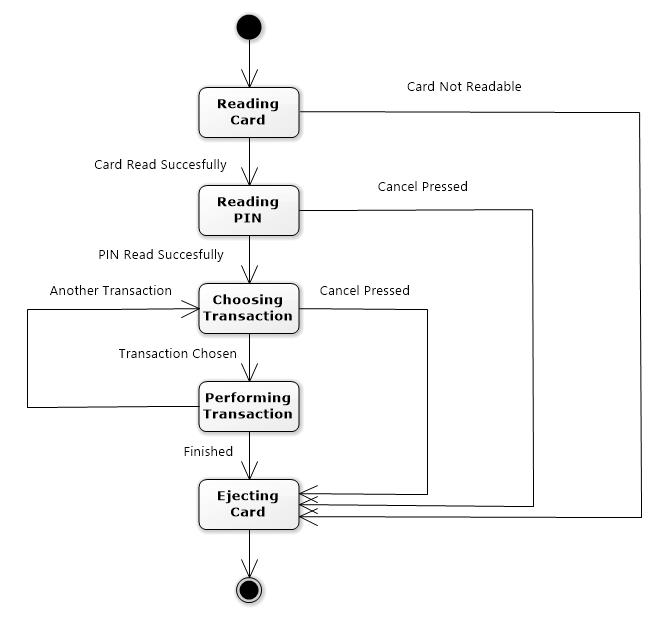 Card Not Readable
Reading
Card
Card Read Succesfully
Cancel Pressed
Reading
PIN
PIN Read Succesfully
Another Transaction
Cancel Pressed
Choosing
Transaction
Transaction Chosen
Performing
Transaction
Finished
Ejecting
Card